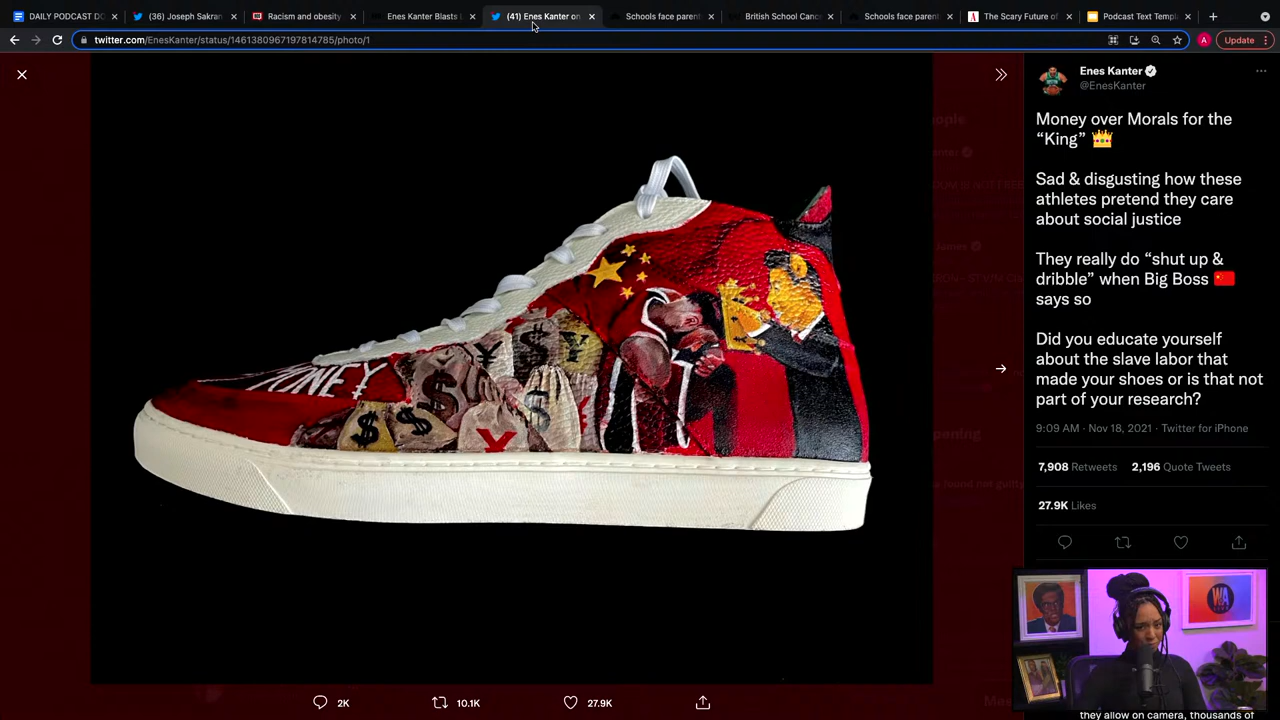 DAILY PODCAST DO
(36) Joseph Sakran
Racism and obesity
Enes Kanter Blasts L
(41) Enes Kanter on
Schools face parent
British School Canc
Schools face parent
The Scary Future of
Podcast Text Templ
twitter.com/EnesKanter/status/1461380967197814785/photo/1
A
Update
Enes Kanter
@EnesKanter
Money over Morals for the
“King” 👑
Sad & disgusting how these
athletes pretend they care
about social justice
They really do “shut up &
dribble” when Big Boss 🇨🇳
says so
Did you educate yourself
about the slave labor that
made your shoes or is that not
part of your research?
9:09 AM · Nov 18, 2021 · Twitter for iPhone
7,908 Retweets 2,196 Quote Tweets
27.9K Likes
MONEY
$ ¥
¥
$
$ $ $
¥
WA
2K 10.1K 27.9K
they allow on camera, thousands of